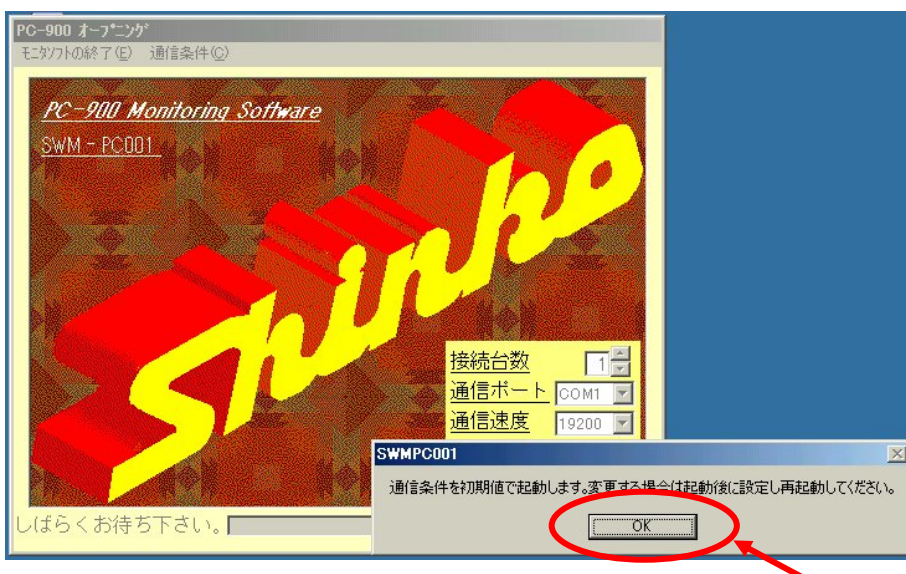 PC-900 オープニング
モニタソフトの終了(E) 通信条件(C)
PC-900 Monitoring Software
SWM - PC001
Shinko
接続台数 1
通信ポート COM1
通信速度 19200
SWMPC001
通信条件を初期値で起動します。変更する場合は起動後に設定し再起動してください。
OK
しばらくお待ち下さい。